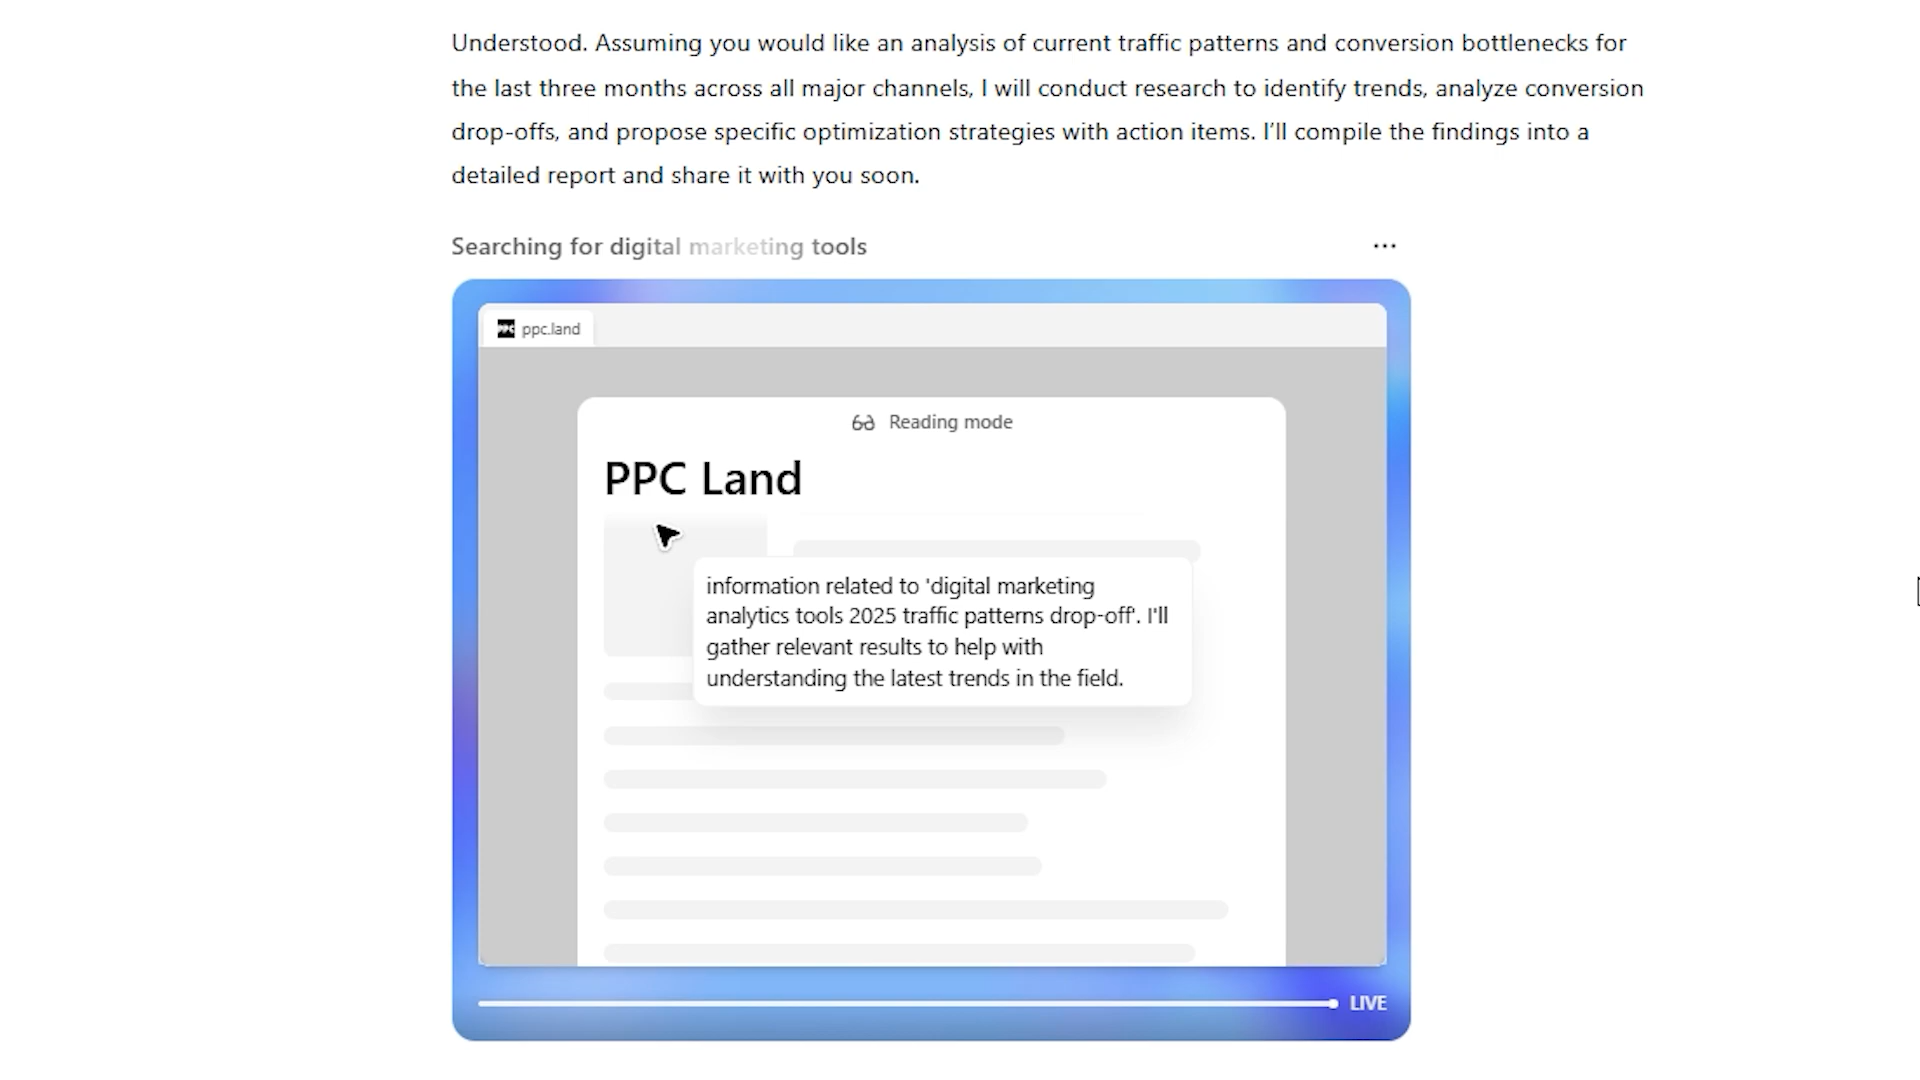 Understood. Assuming you would like an analysis of current traffic patterns and conversion bottlenecks for
the last three months across all major channels, I will conduct research to identify trends, analyze conversion
drop-offs, and propose specific optimization strategies with action items. I’ll compile the findings into a
detailed report and share it with you soon.
Searching for digital marketing tools
PPC ppc.land
Reading mode
PPC Land
information related to 'digital marketing
analytics tools 2025 traffic patterns drop-off'. I'll
gather relevant results to help with
understanding the latest trends in the field.
LIVE